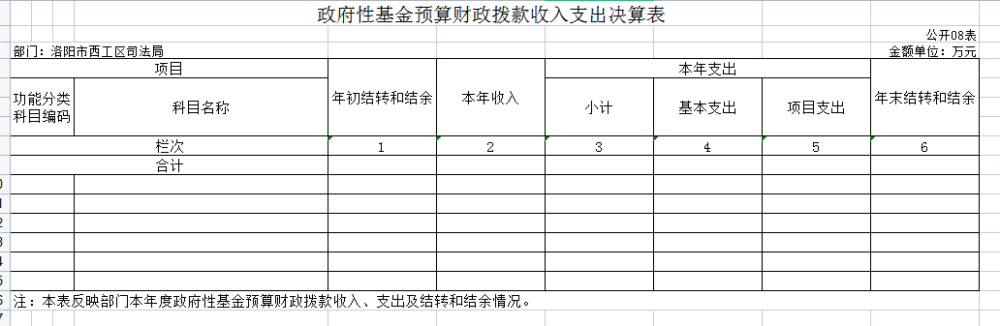 政府性基金预算财政拨款收入支出决算表
公开08表
部门：洛阳市西工区司法局 金额单位：万元
项目 年初结转和结余 本年收入 本年支出 年末结转和结余
功能分类
科目编码 科目名称 小计 基本支出 项目支出
栏次 1 2 3 4 5 6
合计
注：本表反映部门本年度政府性基金预算财政拨款收入、支出及结转和结余情况。